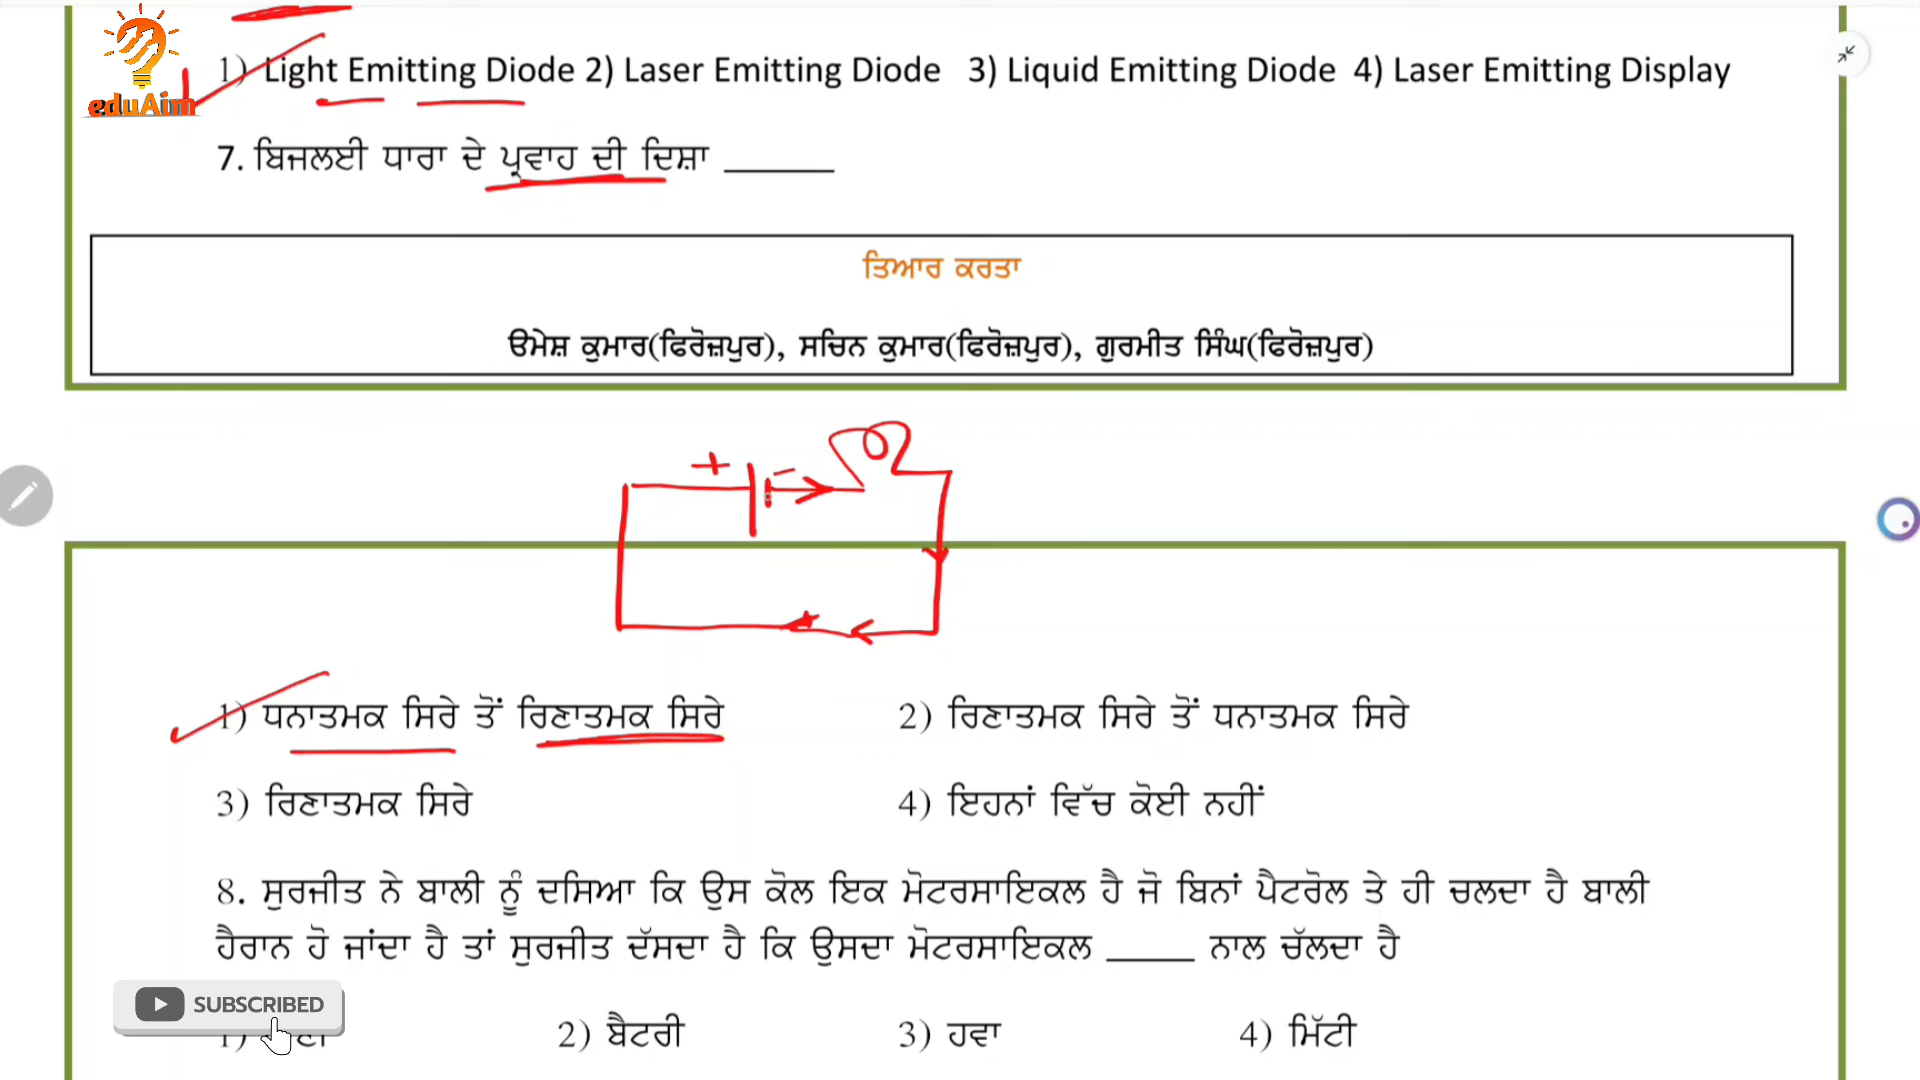 eduAim
1) Light Emitting Diode 2) Laser Emitting Diode 3) Liquid Emitting Diode 4) Laser Emitting Display
7. ਬਿਜਲਈ ਧਾਰਾ ਦੇ ਪ੍ਰਵਾਹ ਦੀ ਦਿਸ਼ਾ ______
ਤਿਆਰ ਕਰਤਾ
ੳਮੇਸ਼ ਕੁਮਾਰ(ਫਿਰੋਜ਼ਪੁਰ), ਸਚਿਨ ਕੁਮਾਰ(ਫਿਰੋਜ਼ਪੁਰ), ਗੁਰਮੀਤ ਸਿੰਘ(ਫਿਰੋਜ਼ਪੁਰ)
+ −
1) ਧਨਾਤਮਕ ਸਿਰੇ ਤੋਂ ਰਿਣਾਤਮਕ ਸਿਰੇ 2) ਰਿਣਾਤਮਕ ਸਿਰੇ ਤੋਂ ਧਨਾਤਮਕ ਸਿਰੇ
3) ਰਿਣਾਤਮਕ ਸਿਰੇ 4) ਇਹਨਾਂ ਵਿੱਚ ਕੋਈ ਨਹੀਂ
8. ਸੁਰਜੀਤ ਨੇ ਬਾਲੀ ਨੂੰ ਦਸਿਆ ਕਿ ਉਸ ਕੋਲ ਇਕ ਮੋਟਰਸਾਇਕਲ ਹੈ ਜੋ ਬਿਨਾਂ ਪੈਟਰੋਲ ਤੇ ਹੀ ਚਲਦਾ ਹੈ ਬਾਲੀ
ਹੈਰਾਨ ਹੋ ਜਾਂਦਾ ਹੈ ਤਾਂ ਸੁਰਜੀਤ ਦੱਸਦਾ ਹੈ ਕਿ ਉਸਦਾ ਮੋਟਰਸਾਇਕਲ _____ ਨਾਲ ਚੱਲਦਾ ਹੈ
SUBSCRIBED
1) 2) ਬੈਟਰੀ 3) ਹਵਾ 4) ਮਿੱਟੀ